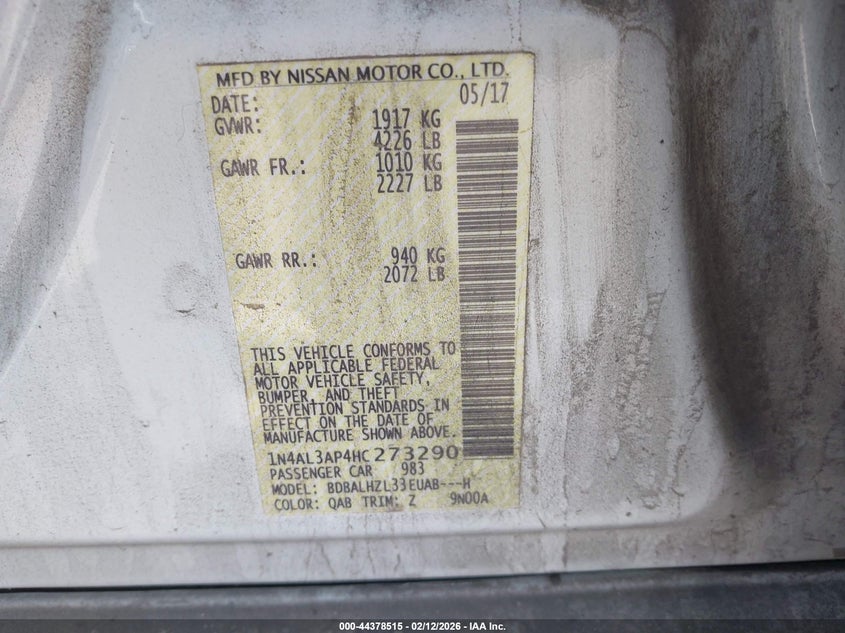 MFD BY NISSAN MOTOR CO., LTD.
DATE: 05/17
GVWR: 1917 KG
4226 LB
GAWR FR.: 1010 KG
2227 LB
GAWR RR.: 940 KG
2072 LB
THIS VEHICLE CONFORMS TO
ALL APPLICABLE FEDERAL
MOTOR VEHICLE SAFETY,
BUMPER, AND THEFT
PREVENTION STANDARDS IN
EFFECT ON THE DATE OF
MANUFACTURE SHOWN ABOVE.
1N4AL3AP4HC273290
PASSENGER CAR 983
MODEL: BDBALHZL33EUAB---H
COLOR: QAB TRIM: Z 9N00A
000-44378515 - 02/12/2026 - IAA Inc.